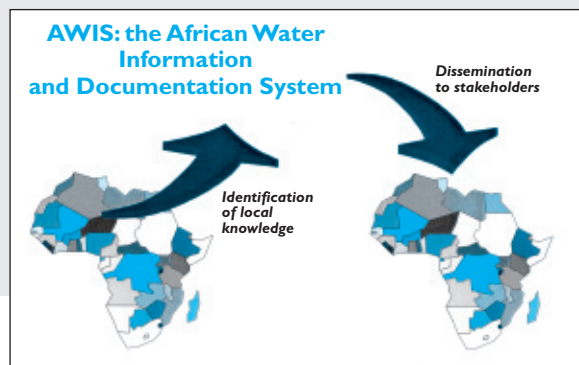 AWIS: the African Water
Information
and Documentation System
Dissemination
to stakeholders
Identification
of local
knowledge